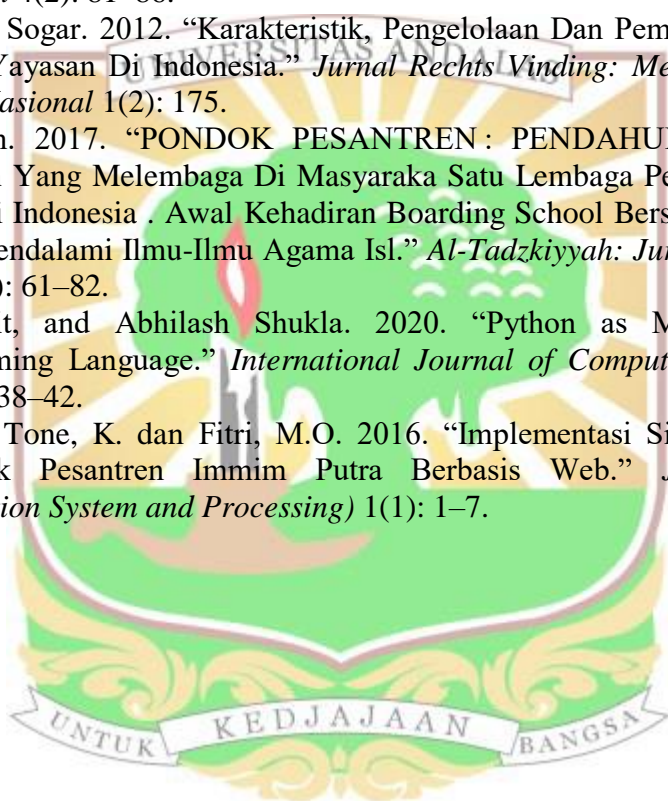 4(2): 81–88.
Sogar. 2012. “Karakteristik, Pengelolaan Dan Pem
Yayasan Di Indonesia.” Jurnal Rechts Vinding: Me
Nasional 1(2): 175.
2017. “PONDOK PESANTREN : PENDAHU
Yang Melembaga Di Masyaraka Satu Lembaga Pe
i Indonesia . Awal Kehadiran Boarding School Bers
endalami Ilmu-Ilmu Agama Isl.” Al-Tadzkiyyah: Jur
): 61–82.
t, and Abhilash Shukla. 2020. “Python as M
ming Language.” International Journal of Comput
38–42.
Tone, K. dan Fitri, M.O. 2016. “Implementasi Si
k Pesantren Immim Putra Berbasis Web.” J
ion System and Processing) 1(1): 1–7.
UNIVERSITAS ANDALAS
UNTUK KEDJAJAAN BANGSA